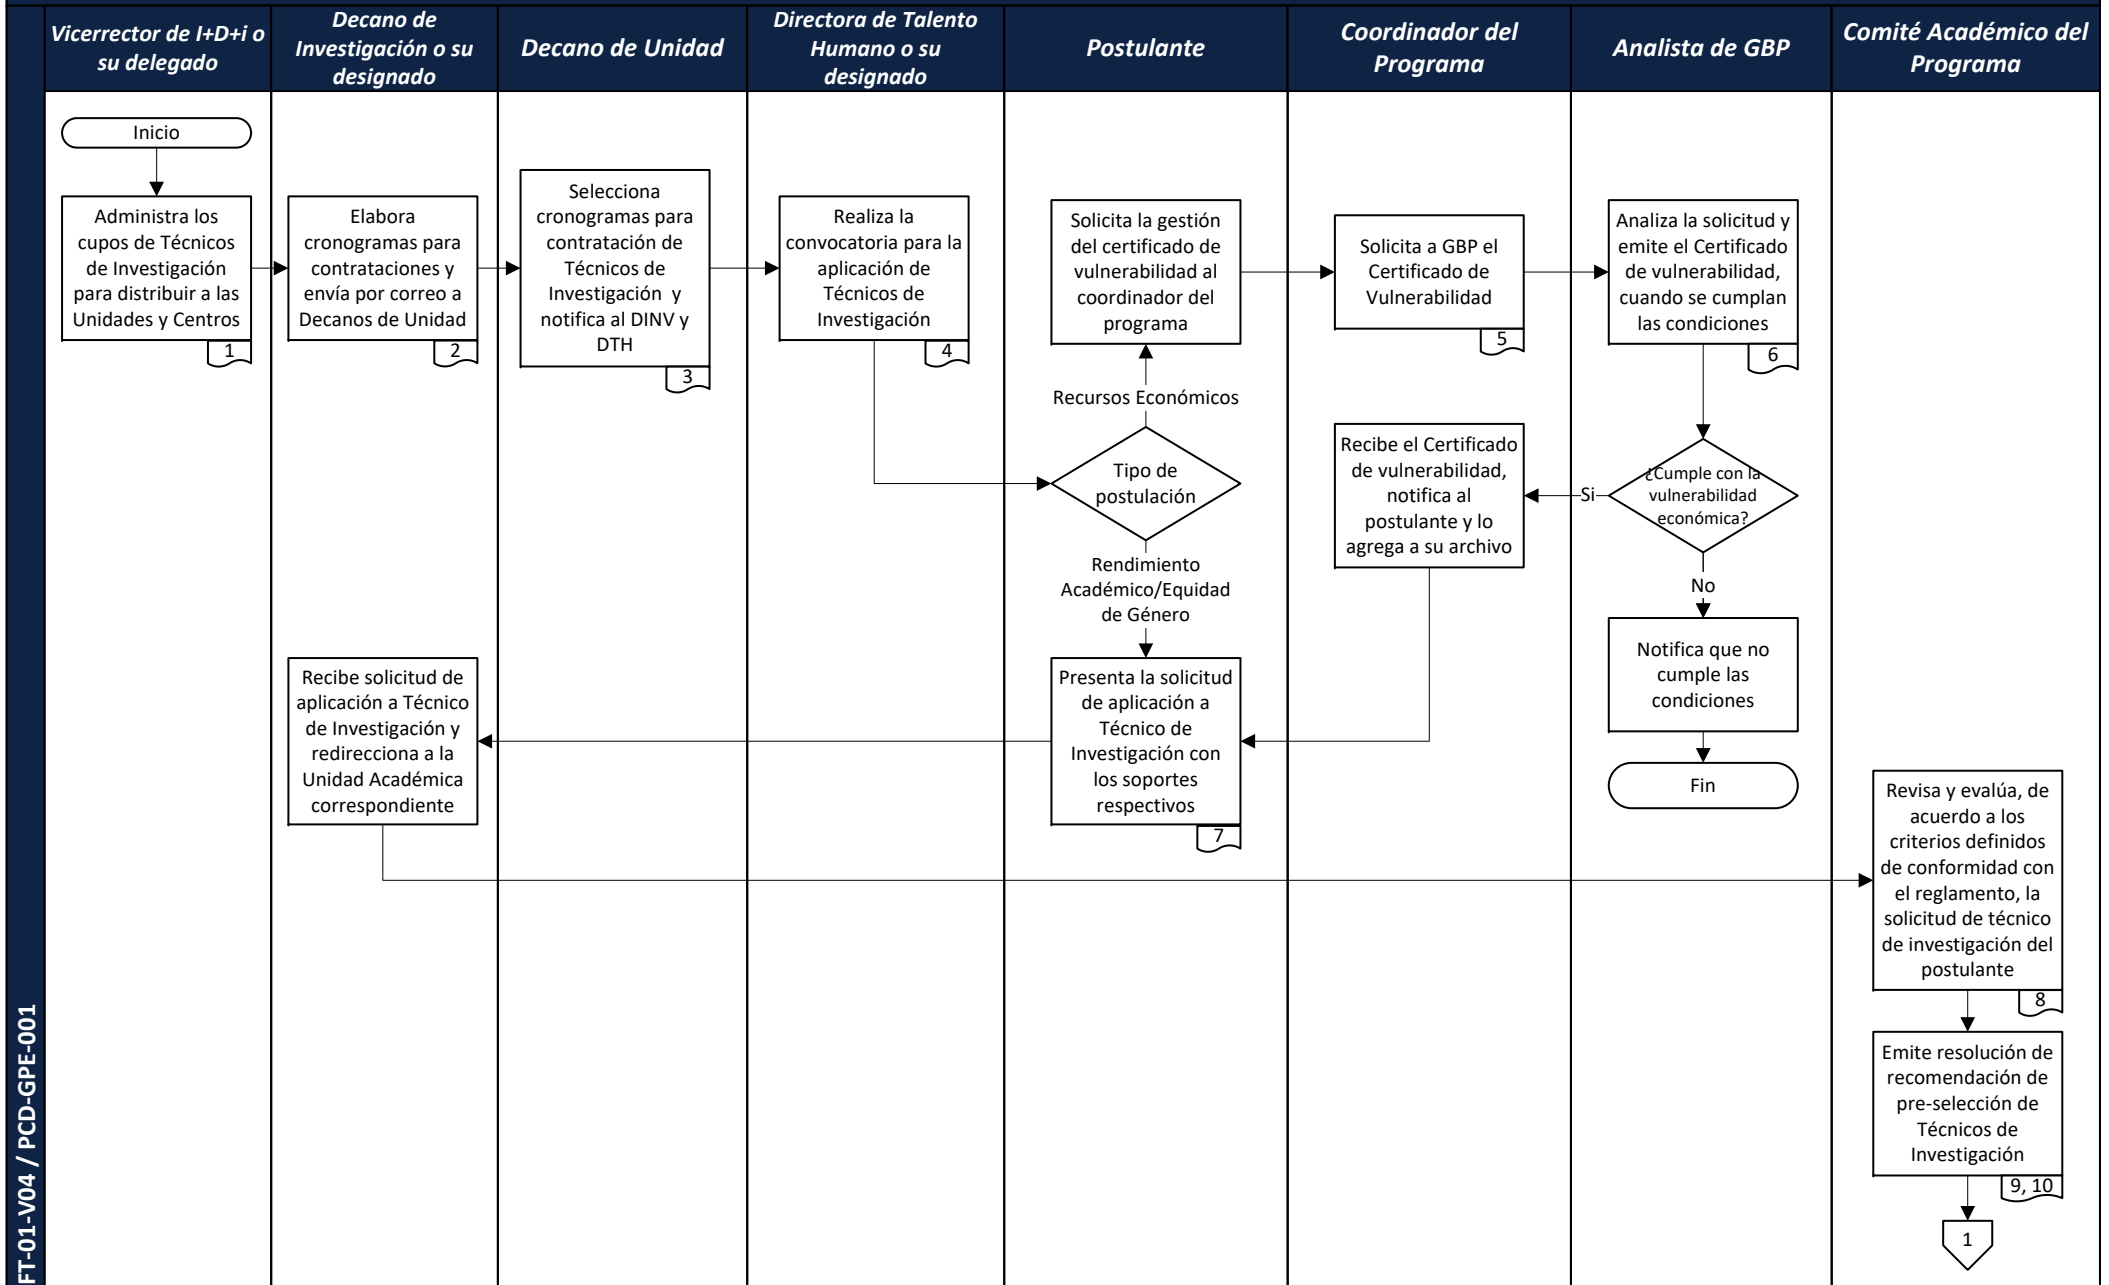 Vicerrector de I+D+i o
su delegado
Decano de
Investigación o su
designado
Decano de Unidad
Directora de Talento
Humano o su
designado
Postulante
Coordinador del
Programa
Analista de GBP
Comité Académico del
Programa
Inicio
Administra los
cupos de Técnicos
de Investigación
para distribuir a las
Unidades y Centros
1
Elabora
cronogramas para
contrataciones y
envía por correo a
Decanos de Unidad
2
Selecciona
cronogramas para
contratación de
Técnicos de
Investigación y
notifica al DINV y
DTH
3
Realiza la
convocatoria para la
aplicación de
Técnicos de
Investigación
4
Solicita la gestión
del certificado de
vulnerabilidad al
coordinador del
programa
Solicita a GBP el
Certificado de
Vulnerabilidad
5
Analiza la solicitud y
emite el Certificado
de vulnerabilidad,
cuando se cumplan
las condiciones
6
Recursos Económicos
Tipo de
postulación
Rendimiento
Académico/Equidad
de Género
Recibe el Certificado
de vulnerabilidad,
notifica al
postulante y lo
agrega a su archivo
Si
¿Cumple con la
vulnerabilidad
económica?
No
Notifica que no
cumple las
condiciones
Fin
Recibe solicitud de
aplicación a Técnico
de Investigación y
redirecciona a la
Unidad Académica
correspondiente
Presenta la solicitud
de aplicación a
Técnico de
Investigación con
los soportes
respectivos
7
Revisa y evalúa, de
acuerdo a los
criterios definidos
de conformidad con
el reglamento, la
solicitud de técnico
de investigación del
postulante
8
Emite resolución de
recomendación de
pre-selección de
Técnicos de
Investigación
9, 10
1
FT-01-V04 / PCD-GPE-001